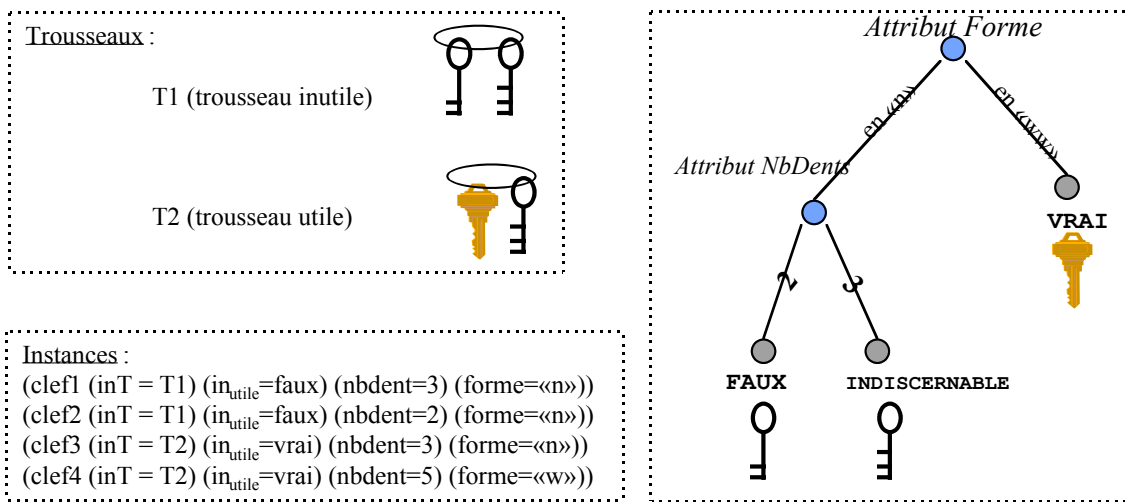 Trousseaux :
T1 (trousseau inutile)
T2 (trousseau utile)
Instances :
(clef1 (inT = T1) (inutile=faux) (nbdent=3) (forme=«n»))
(clef2 (inT = T1) (inutile=faux) (nbdent=2) (forme=«n»))
(clef3 (inT = T2) (inutile=vrai) (nbdent=3) (forme=«n»))
(clef4 (inT = T2) (inutile=vrai) (nbdent=5) (forme=«w»))
Attribut Forme
en «n»
en «w»
Attribut NbDents
VRAI
2
3
FAUX
INDISCERNABLE